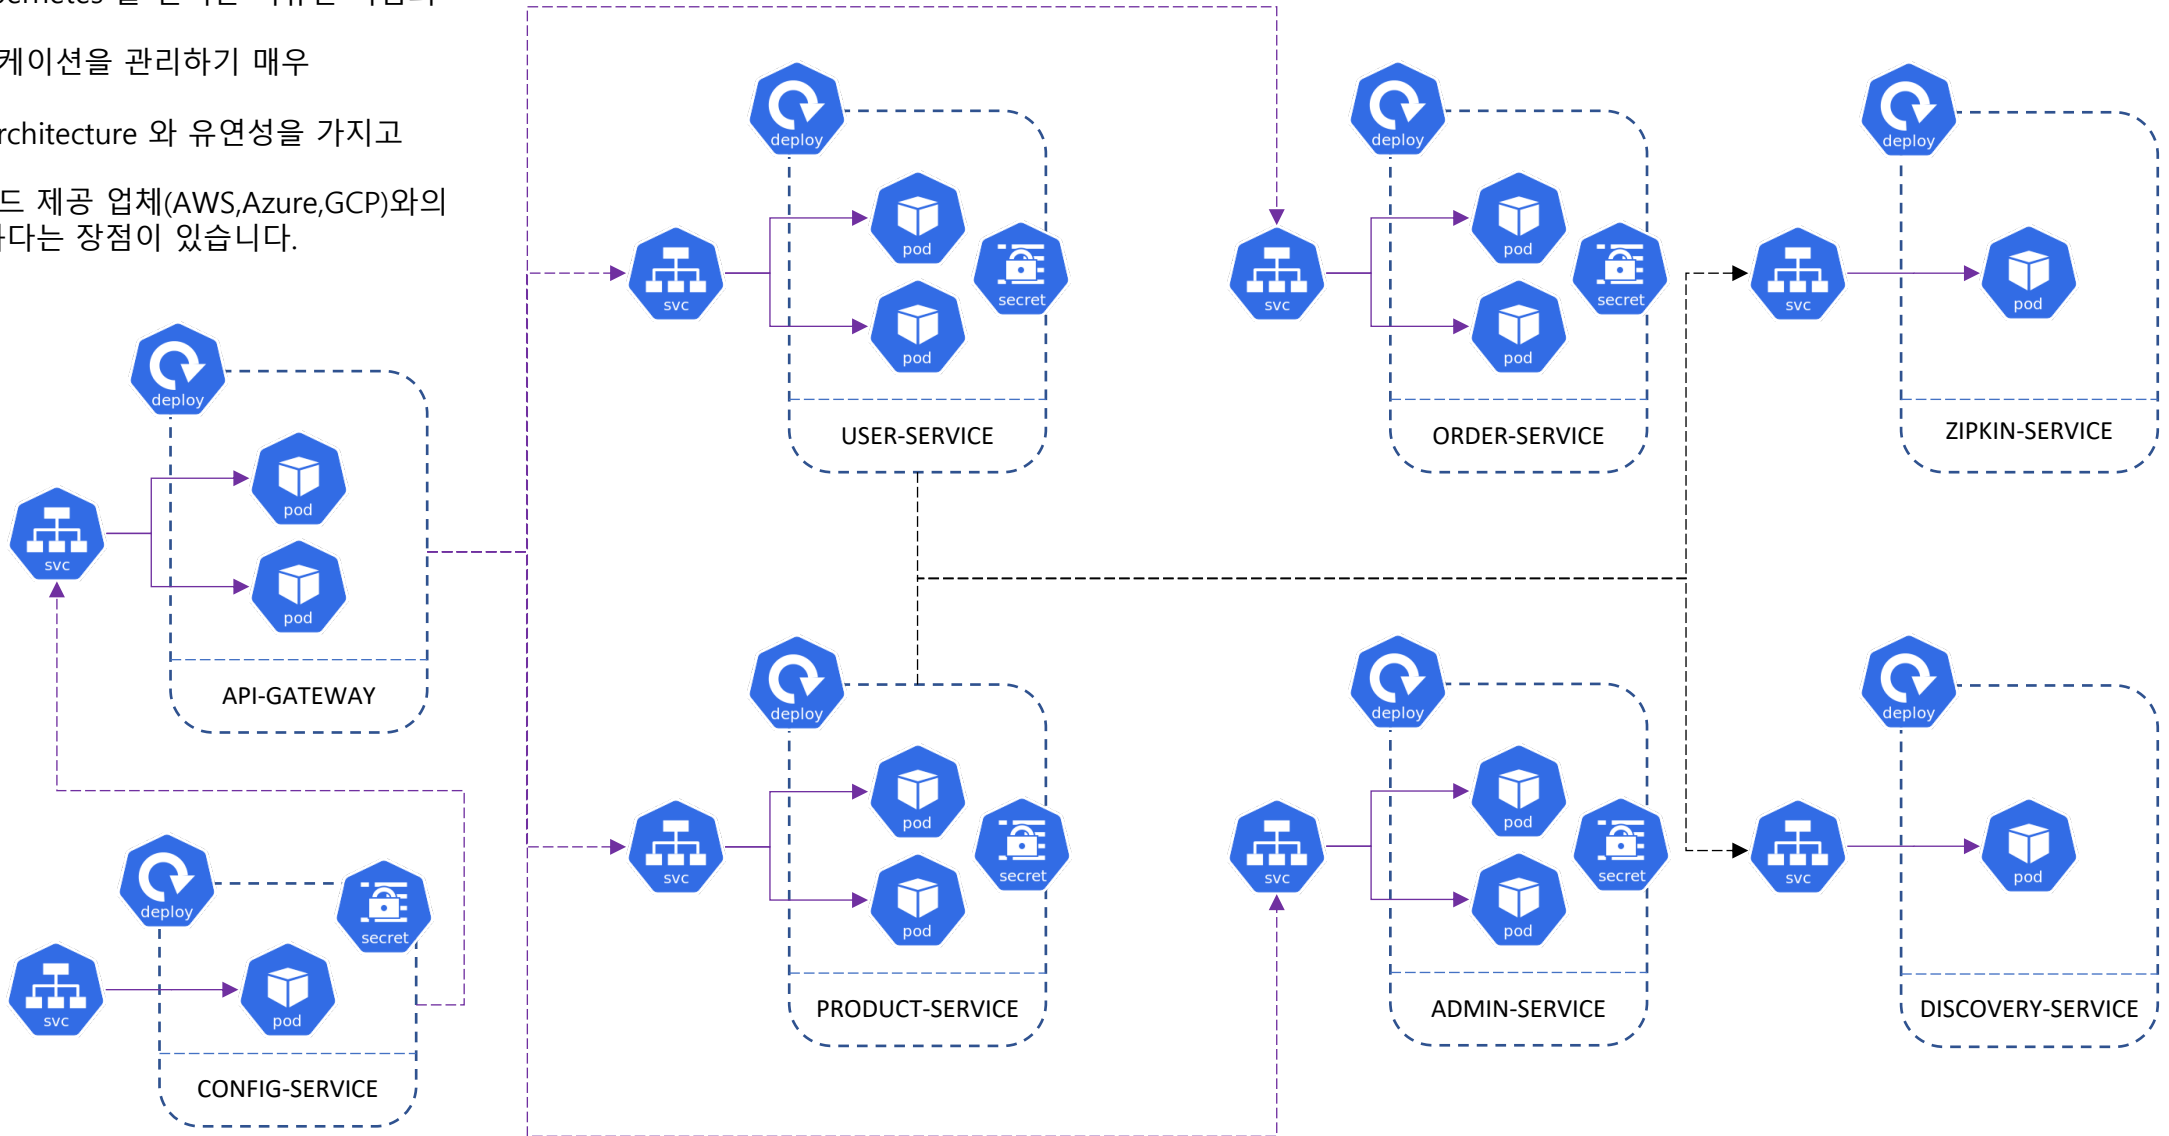 케이션을 관리하기 매우
rchitecture 와 유연성을 가지고
드 제공 업체(AWS,Azure,GCP)와의
다는 장점이 있습니다.
deploy
pod
pod
secret
svc
USER-SERVICE
deploy
pod
pod
secret
svc
ORDER-SERVICE
deploy
pod
svc
ZIPKIN-SERVICE
deploy
pod
pod
svc
API-GATEWAY
deploy
pod
pod
secret
svc
PRODUCT-SERVICE
deploy
pod
pod
secret
svc
ADMIN-SERVICE
deploy
pod
svc
DISCOVERY-SERVICE
deploy
secret
pod
svc
CONFIG-SERVICE